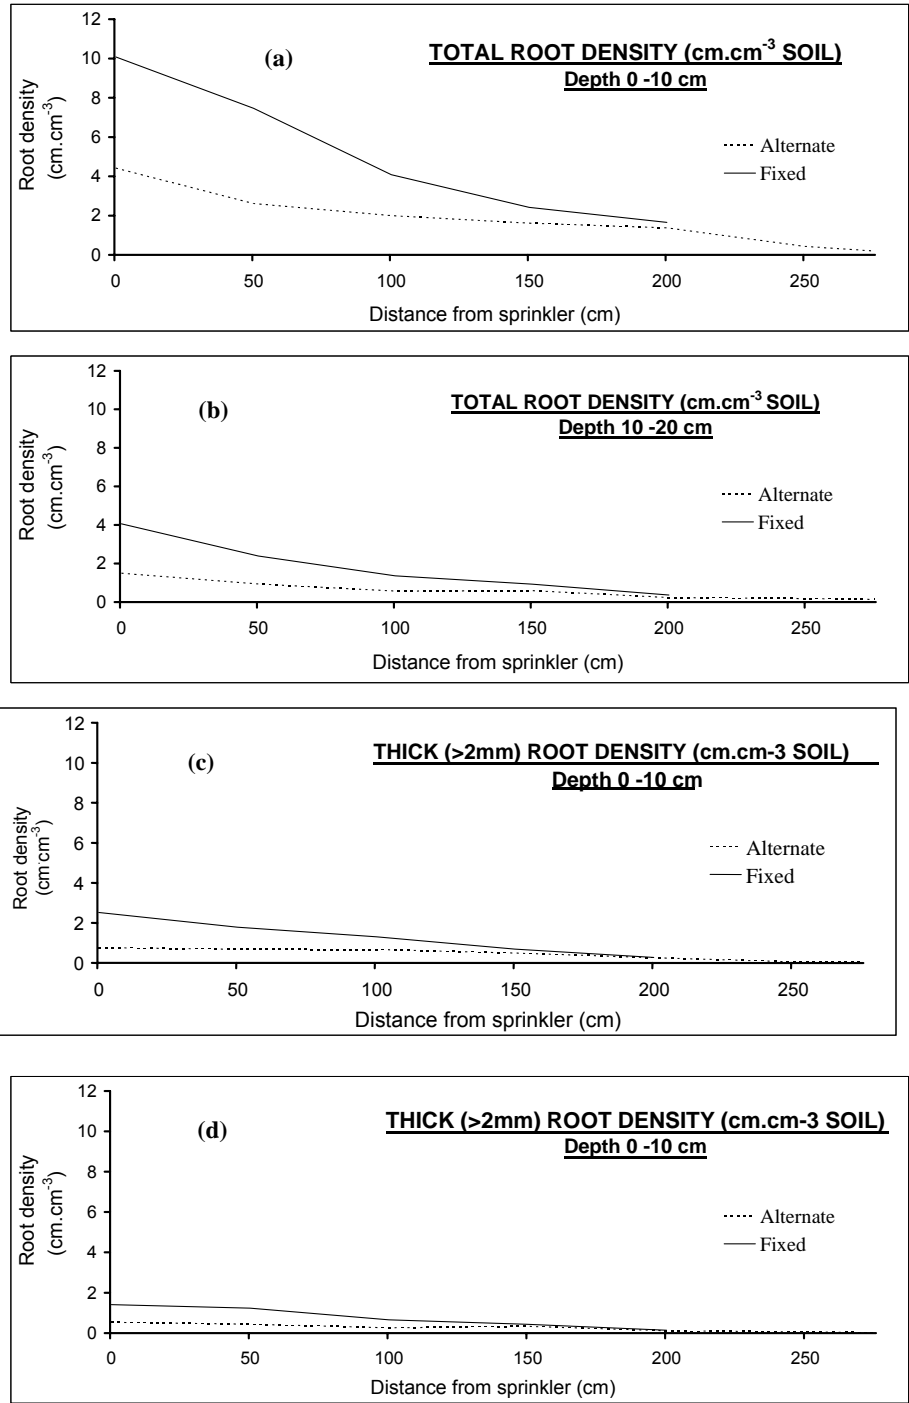 12
10
8
6
4
2
0
Root density
(cm.cm-3)
(a)
TOTAL ROOT DENSITY (cm.cm-3 SOIL)
Depth 0 -10 cm
Alternate
Fixed
0 50 100 150 200 250
Distance from sprinkler (cm)
12
10
8
6
4
2
0
Root density
(cm.cm-3)
(b)
TOTAL ROOT DENSITY (cm.cm-3 SOIL)
Depth 10 -20 cm
Alternate
Fixed
0 50 100 150 200 250
Distance from sprinkler (cm)
12
10
8
6
4
2
0
Root density
(cm.cm-3)
(c)
THICK (>2mm) ROOT DENSITY (cm.cm-3 SOIL)
Depth 0 -10 cm
Alternate
Fixed
0 50 100 150 200 250
Distance from sprinkler (cm)
12
10
8
6
4
2
0
Root density
(cm.cm-3)
(d)
THICK (>2mm) ROOT DENSITY (cm.cm-3 SOIL)
Depth 0 -10 cm
Alternate
Fixed
0 50 100 150 200 250
Distance from sprinkler (cm)